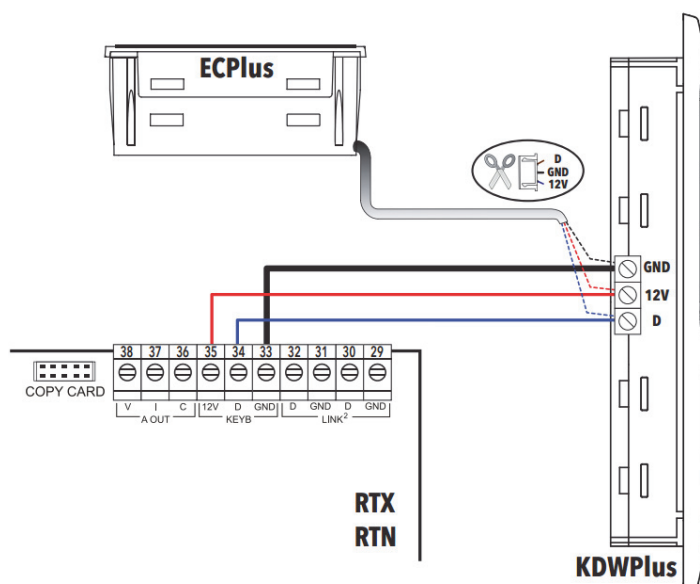 ECPlus
D
GND
12V
GND
12V
D
38 37 36 35 34 33 32 31 30 29
COPY CARD
V I C 12V D GND D GND D GND
A OUT KEYB LINK²
RTX
RTN
KDWPlus